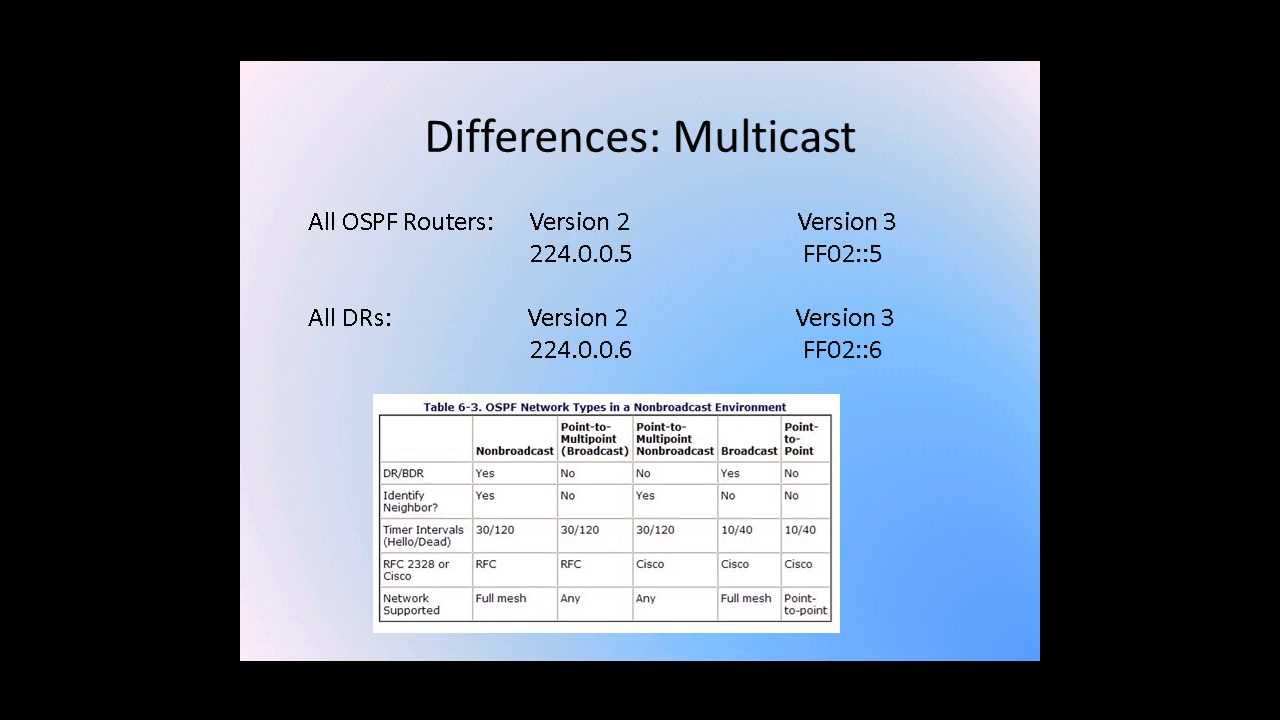 Differences: Multicast
All OSPF Routers: Version 2 Version 3
224.0.0.5 FF02::5
All DRs: Version 2 Version 3
224.0.0.6 FF02::6
Table 6-3. OSPF Network Types in a Nonbroadcast Environment
Nonbroadcast Point-to-Multipoint (Broadcast) Point-to-Multipoint Nonbroadcast Broadcast Point-to-Point
DR/BDR Yes No No Yes No
Identify Neighbor? Yes No Yes No No
Timer Intervals (Hello/Dead) 30/120 30/120 30/120 10/40 10/40
RFC 2328 or Cisco RFC RFC Cisco Cisco Cisco
Network Supported Full mesh Any Any Full mesh Point-to-point